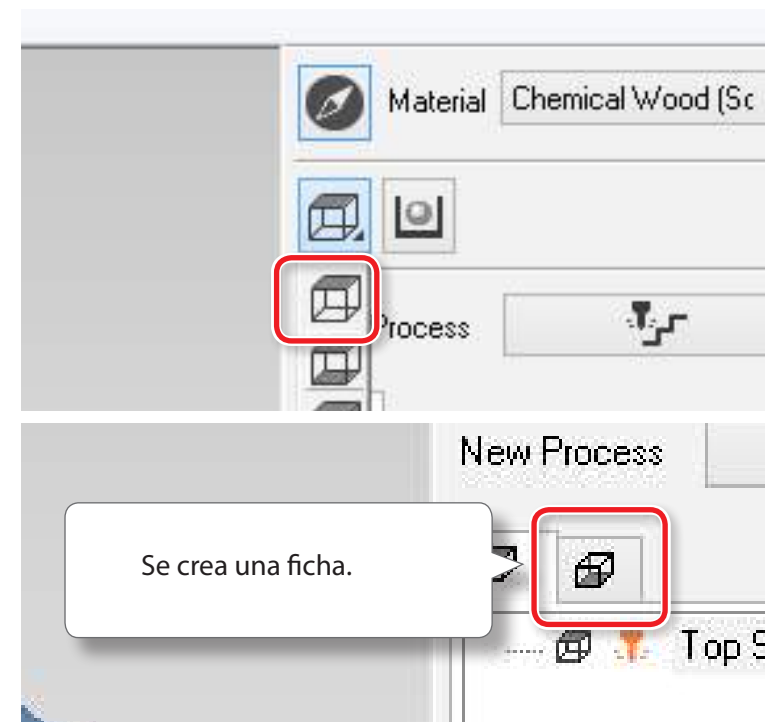 Material Chemical Wood (Sc
Process
New Process
Se crea una ficha.
Top S